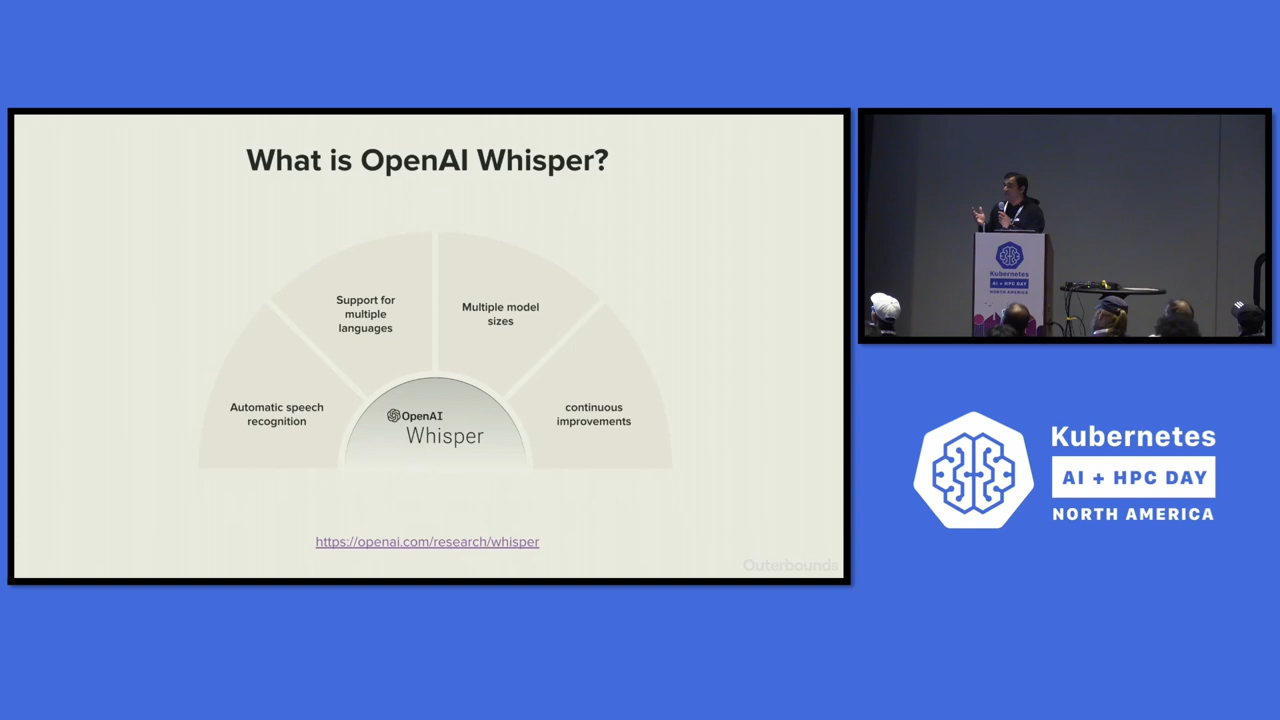 What is OpenAI Whisper?
Support for
multiple
languages
Multiple model
sizes
Automatic speech
recognition
OpenAI
Whisper
continuous
improvements
https://openai.com/research/whisper
Outerbounds
Kubernetes
AI + HPC DAY
NORTH AMERICA
Kubernetes
AI + HPC DAY
NORTH AMERICA